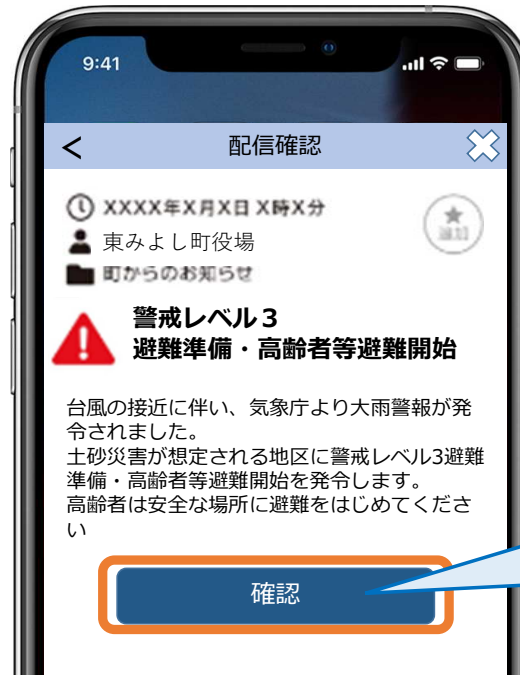 9:41
<
配信確認
XXXX年X月X日 X時X分
追加
東みよし町役場
町からのお知らせ
警戒レベル３
避難準備・高齢者等避難開始
台風の接近に伴い、気象庁より大雨警報が発
令されました。
土砂災害が想定される地区に警戒レベル3避難
準備・高齢者等避難開始を発令します。
高齢者は安全な場所に避難をはじめてくださ
い
確認